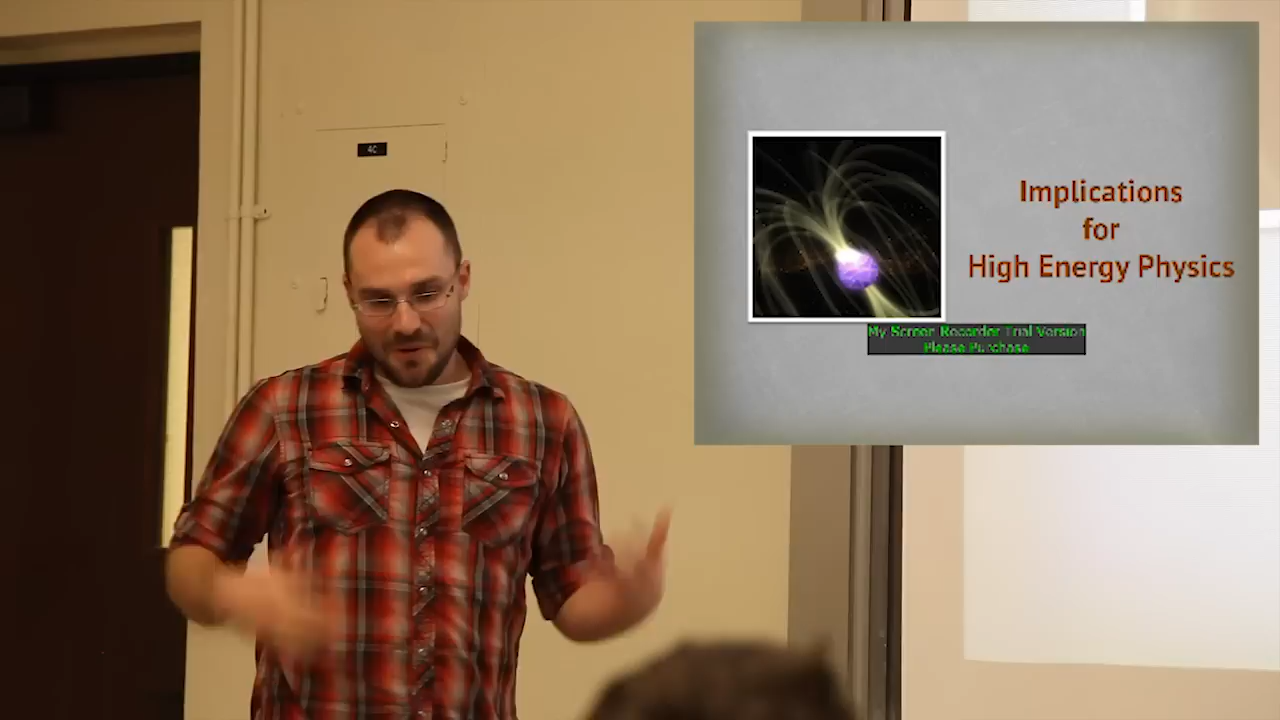 4C
Implications
for
High Energy Physics
My Screen Recorder Trial Version
Please Purchase